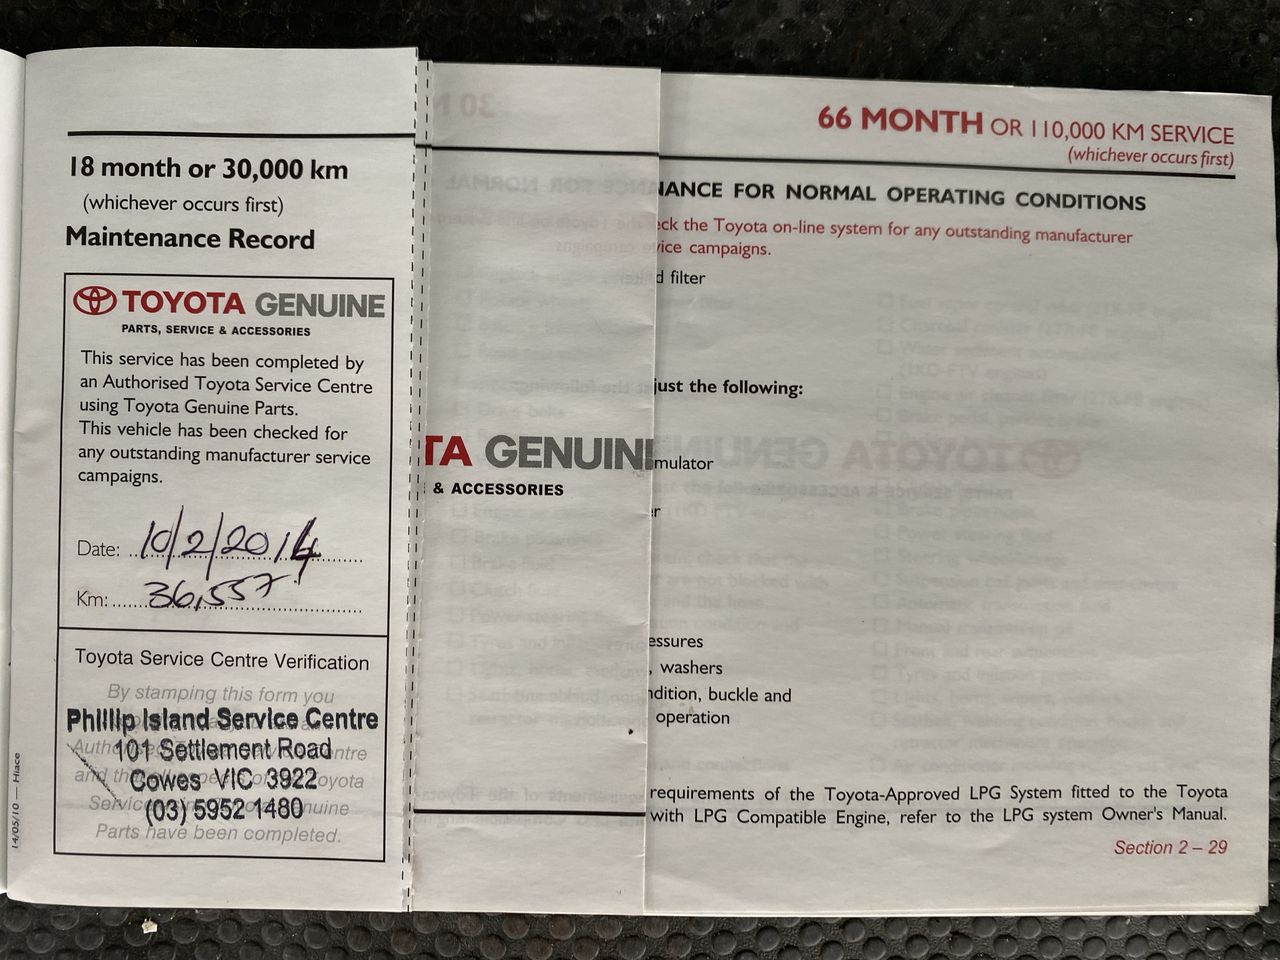 18 month or 30,000 km
(whichever occurs first)
Maintenance Record
TOYOTA GENUINE
PARTS, SERVICE & ACCESSORIES
This service has been completed by
an Authorised Toyota Service Centre
using Toyota Genuine Parts.
This vehicle has been checked for
any outstanding manufacturer service
campaigns.
Date: 10/2/2014
Km: 36,557
Toyota Service Centre Verification
By stamping this form you
Phillip Island Service Centre
101 Settlement Road
Cowes VIC 3922
(03) 5952 1480
Parts have been completed.
14/05/10 — Hiace
TA GENUINE
& ACCESSORIES
66 MONTH OR 110,000 KM SERVICE
(whichever occurs first)
NANCE FOR NORMAL OPERATING CONDITIONS
eck the Toyota on-line system for any outstanding manufacturer
vice campaigns.
d filter
just the following:
mulator
er
essures
, washers
ndition, buckle and
operation
requirements of the Toyota-Approved LPG System fitted to the Toyota
with LPG Compatible Engine, refer to the LPG system Owner's Manual.
Section 2 – 29